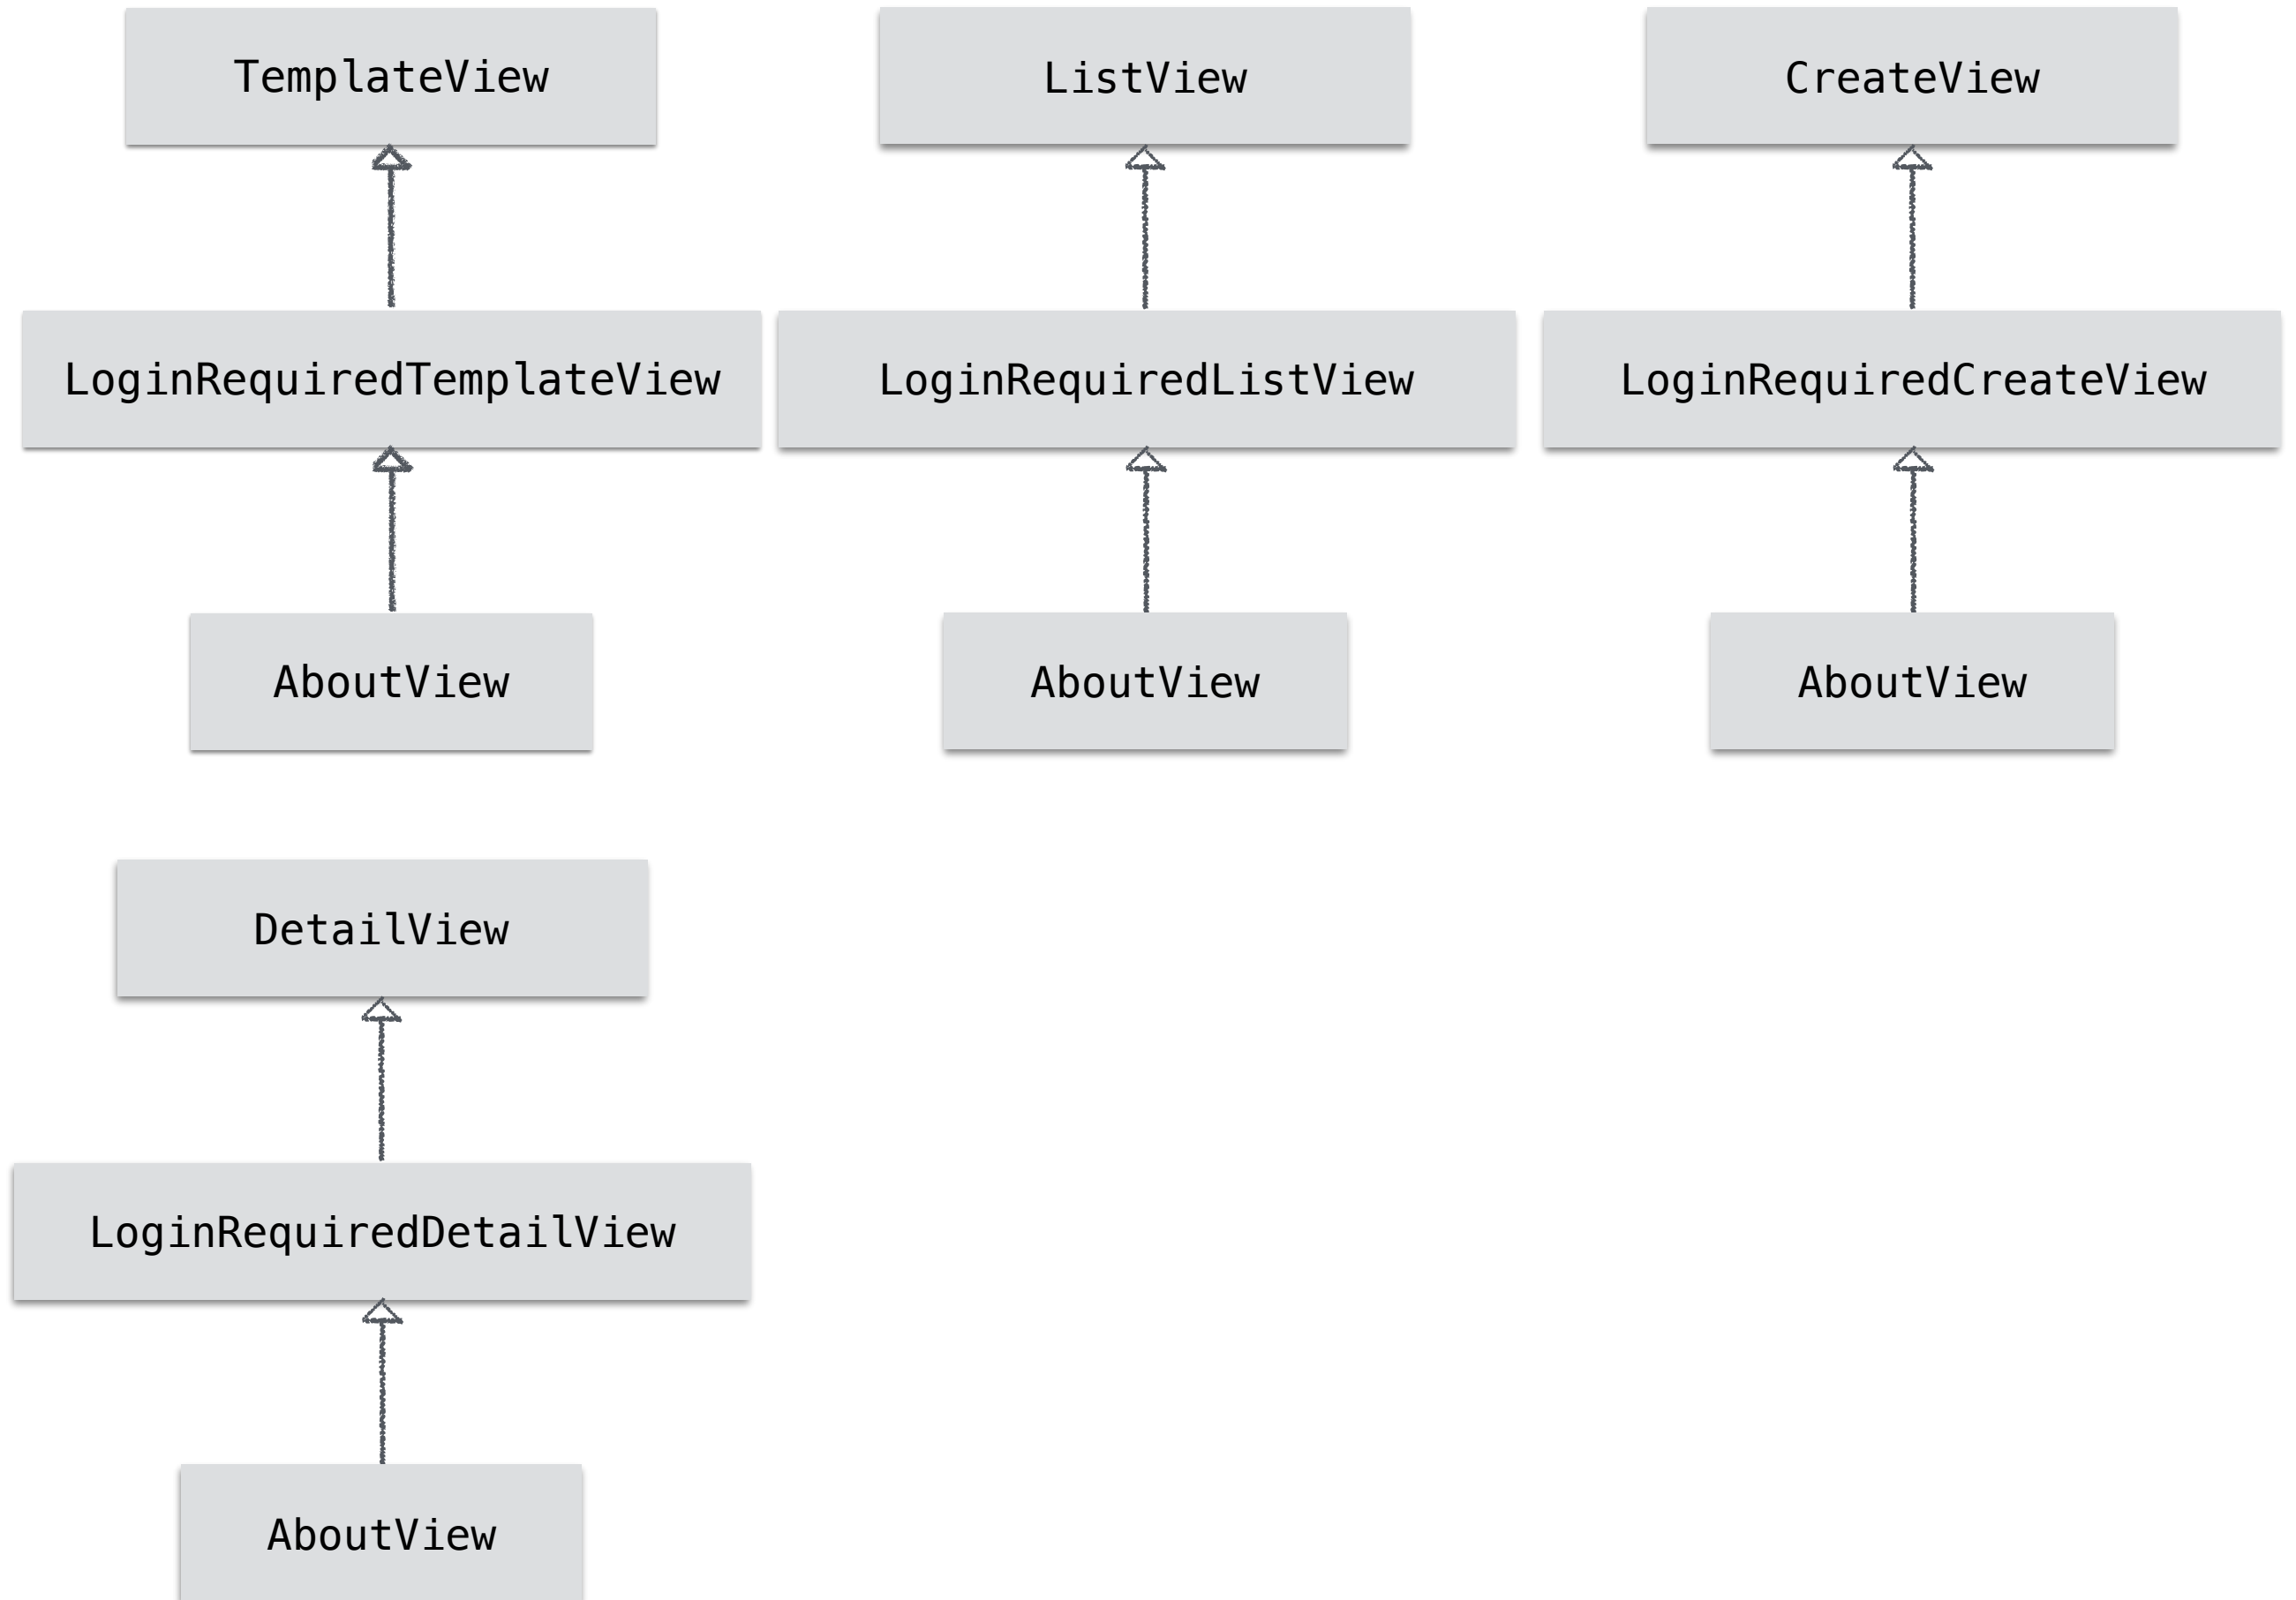 TemplateView
ListView
CreateView
LoginRequiredTemplateView
LoginRequiredListView
LoginRequiredCreateView
AboutView
AboutView
AboutView
DetailView
LoginRequiredDetailView
AboutView